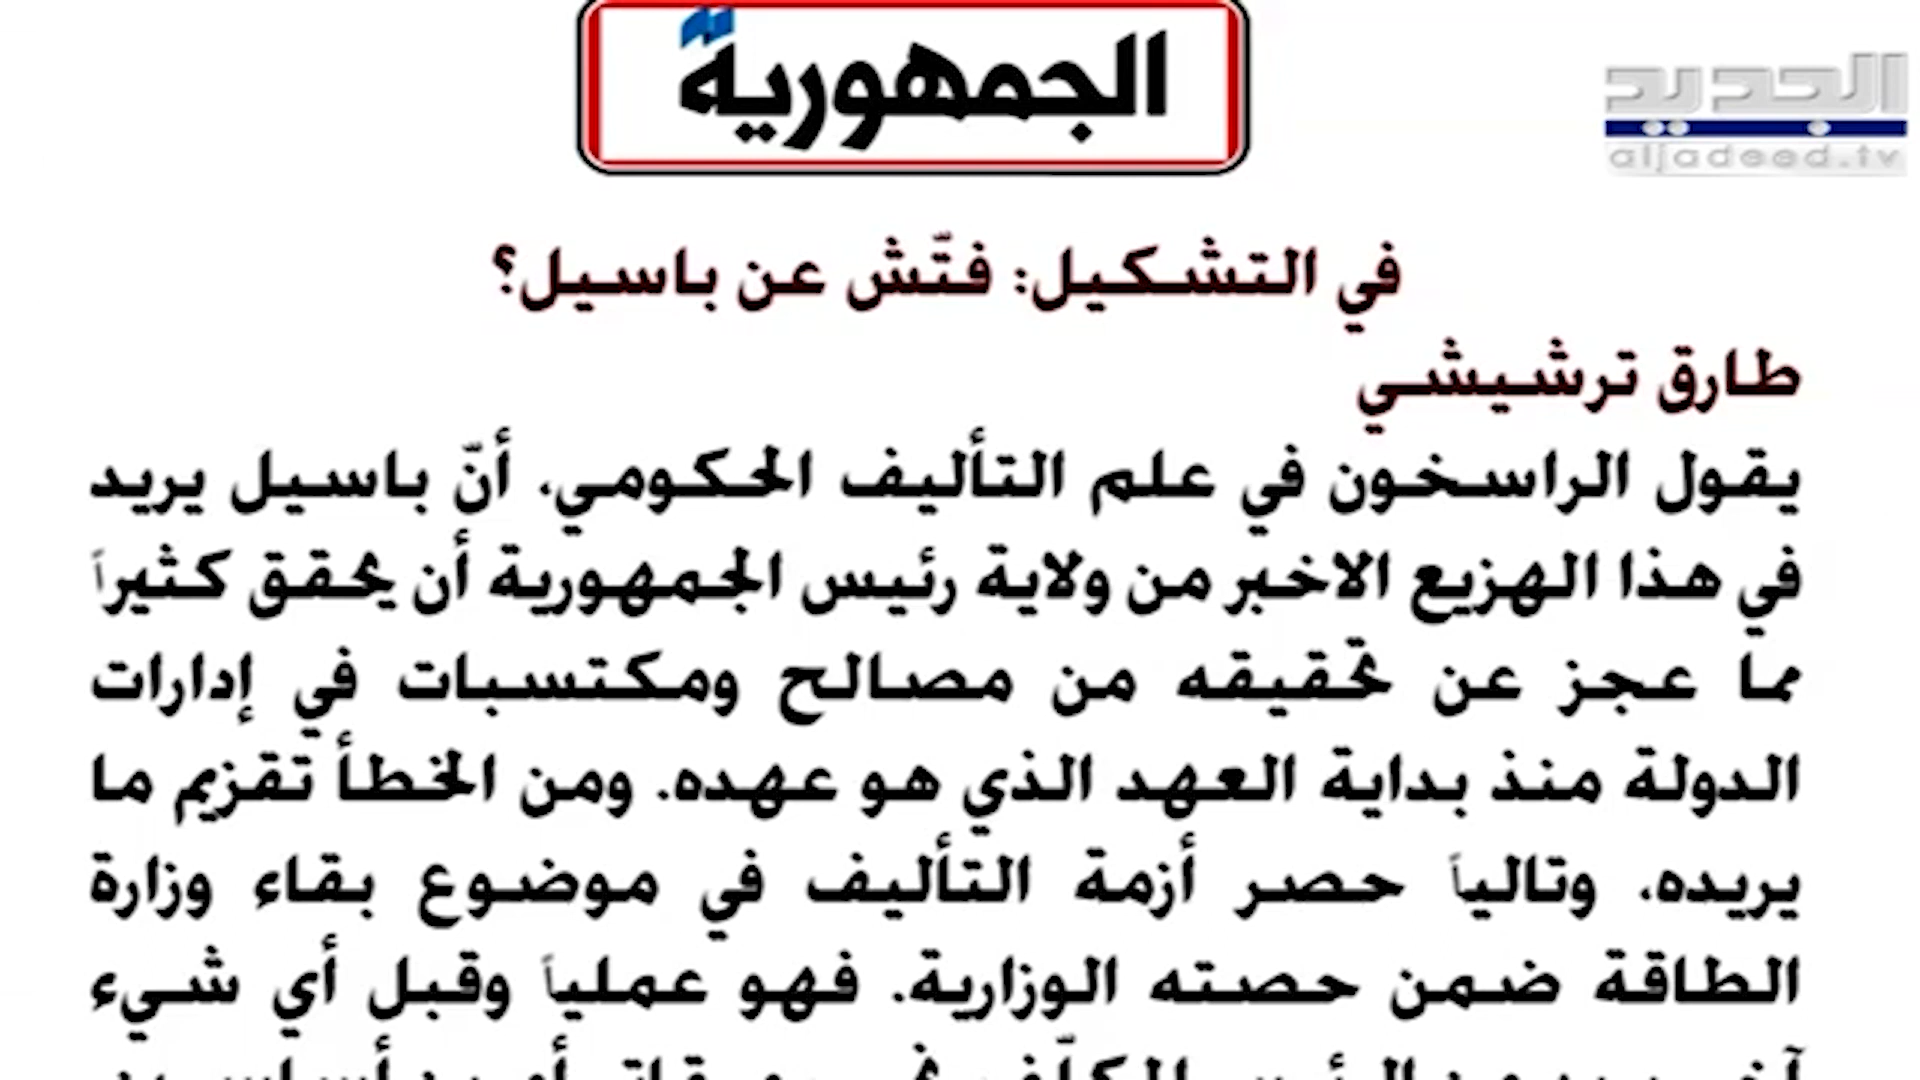 الجمهورية
الجديد
aljadeed.tv
في التشكيل: فتّش عن باسيل؟
طارق ترشيشي
يقول الراسخون في علم التأليف الحكومي، أنّ باسيل يريد
في هذا الهزيع الاخير من ولاية رئيس الجمهورية أن يحقق كثيراً
مما عجز عن تحقيقه من مصالح ومكتسبات في إدارات
الدولة منذ بداية العهد الذي هو عهده. ومن الخطأ تقزيم ما
يريده، وتالياً حصر أزمة التأليف في موضوع بقاء وزارة
الطاقة ضمن حصته الوزارية. فهو عملياً وقبل أي شيء